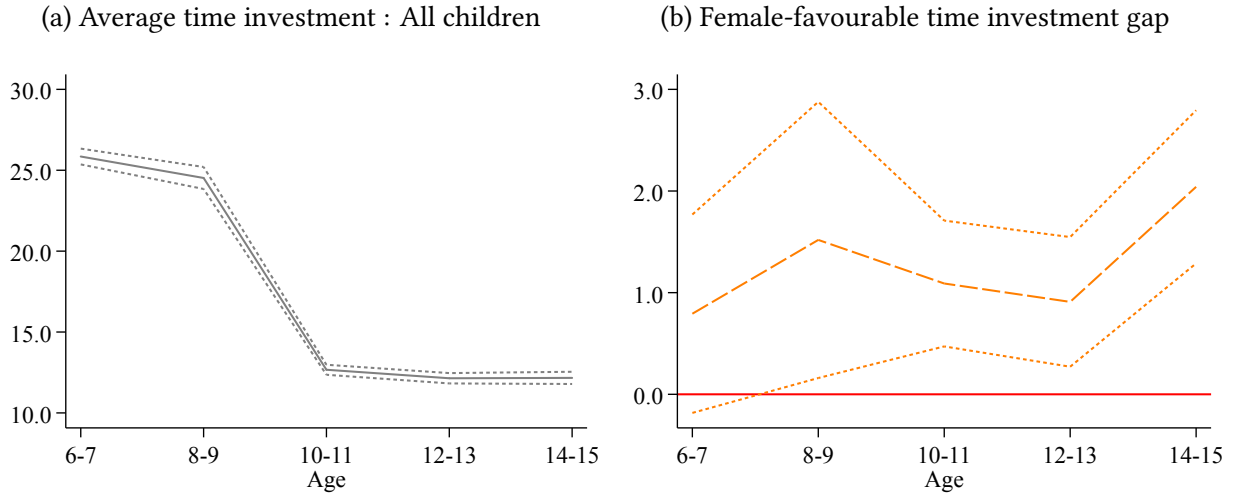 (a) Average time investment : All children
30.0
25.0
20.0
15.0
10.0
6-7 8-9 10-11 12-13 14-15
Age
(b) Female-favourable time investment gap
3.0
2.0
1.0
0.0
6-7 8-9 10-11 12-13 14-15
Age